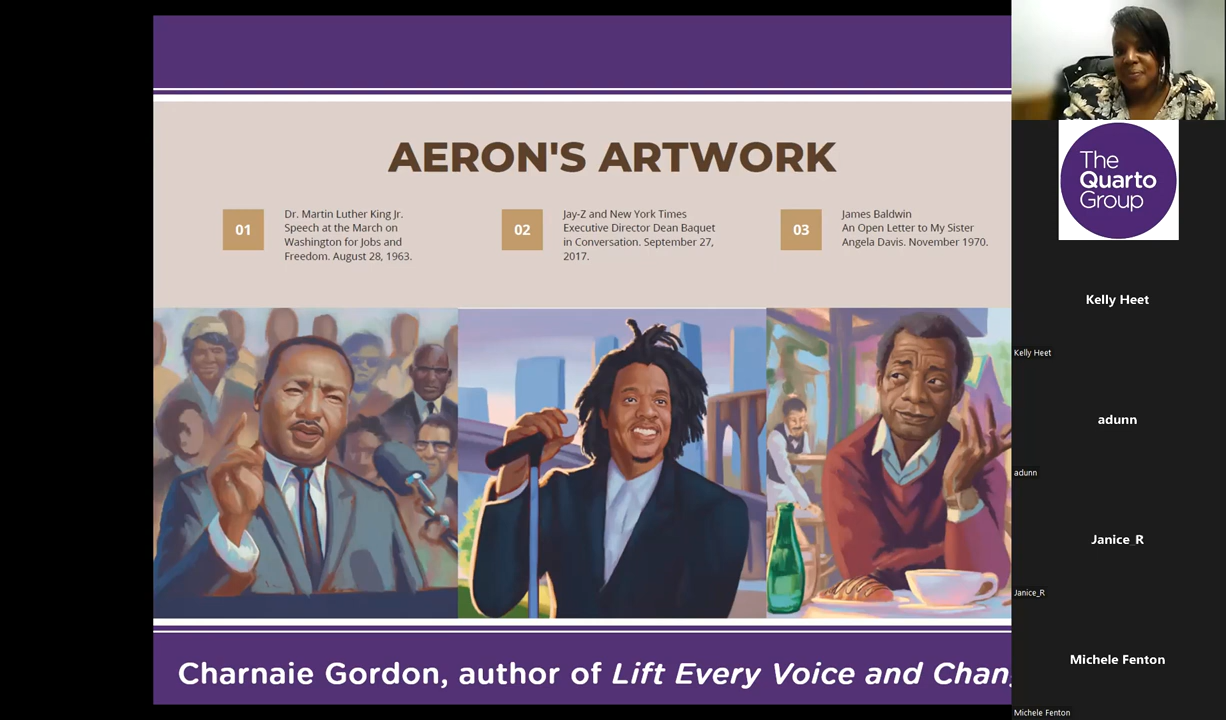 AERON'S ARTWORK
01
Dr. Martin Luther King Jr.
Speech at the March on
Washington for Jobs and
Freedom. August 28, 1963.
02
Jay-Z and New York Times
Executive Director Dean Baquet
in Conversation. September 27,
2017.
03
James Baldwin
An Open Letter to My Sister
Angela Davis. November 1970.
Charnaie Gordon, author of Lift Every Voice and Chan
The
Quarto
Group
Kelly Heet
Kelly Heet
adunn
adunn
Janice_R
Janice_R
Michele Fenton
Michele Fenton